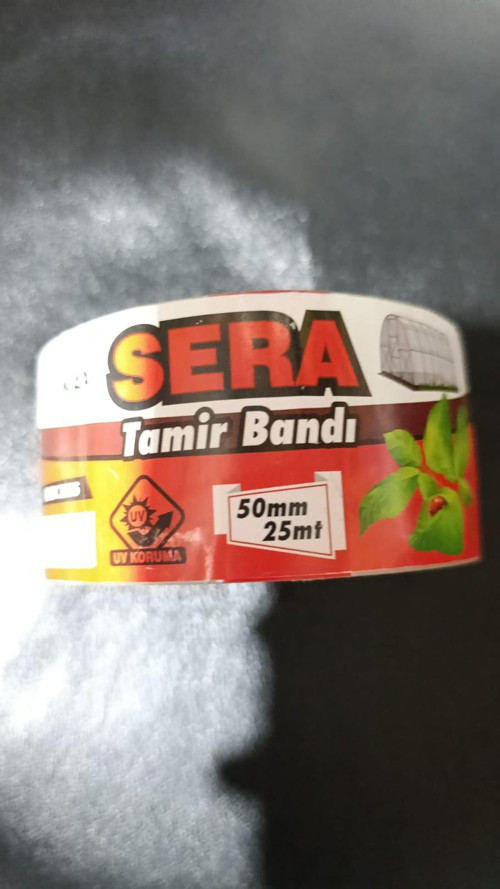 SERA
Tamir Bandı
UV
UV KORUMA
50mm
25mt